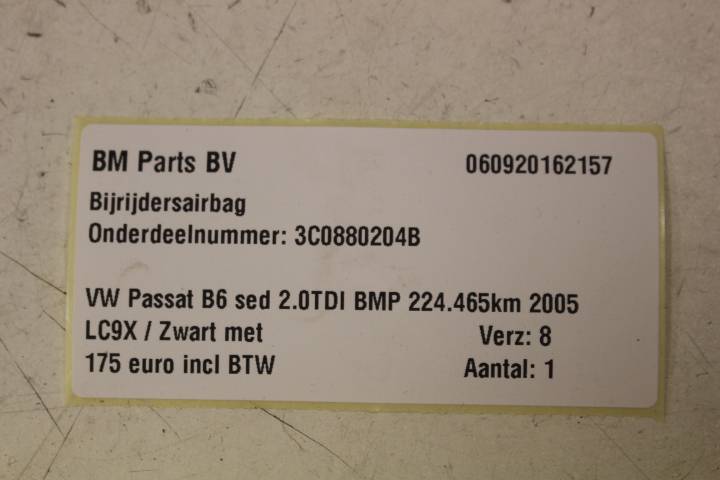 BM Parts BV 060920162157
Bijrijdersairbag
Onderdeelnummer: 3C0880204B
VW Passat B6 sed 2.0TDI BMP 224.465km 2005
LC9X / Zwart met Verz: 8
175 euro incl BTW Aantal: 1